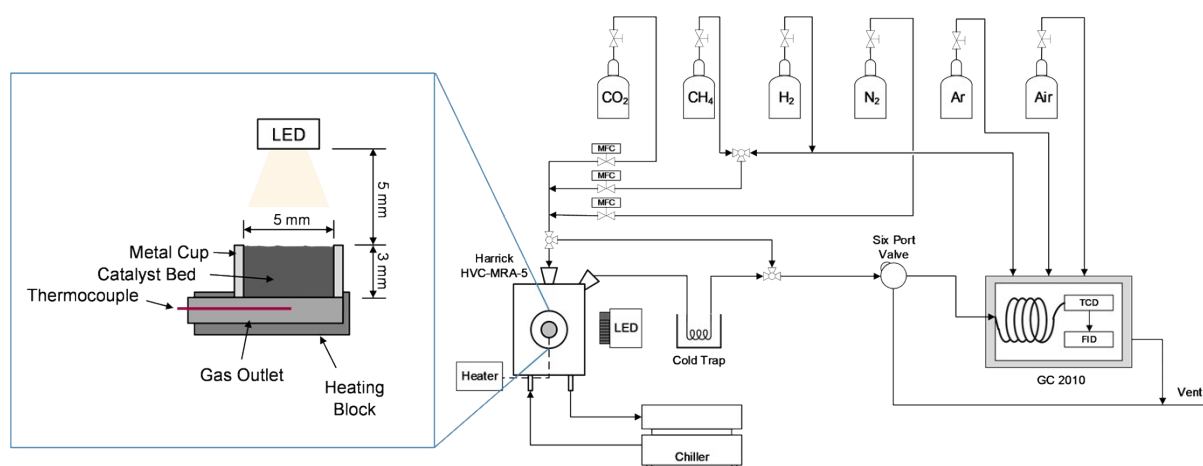 LED
5 mm
5 mm
3 mm
Metal Cup
Catalyst Bed
Thermocouple
Gas Outlet
Heating
Block
CO2
CH4
H2
N2
Ar
Air
MFC
MFC
MFC
Harrick
HVC-MRA-5
LED
Heater
Cold Trap
Chiller
Six Port
Valve
TCD
FID
GC 2010
Vent